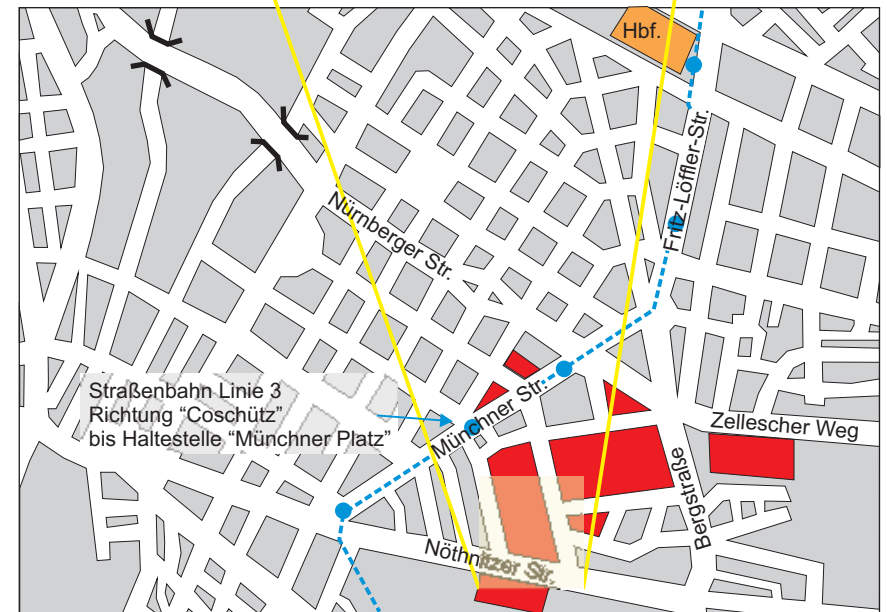 Hbf.
Fritz-Löffler-Str.
Nürnberger Str.
Straßenbahn Linie 3
Richtung “Coschütz”
bis Haltestelle “Münchner Platz”
Münchner Str.
Zellescher Weg
Bergstraße
Nöthnitzer Str.